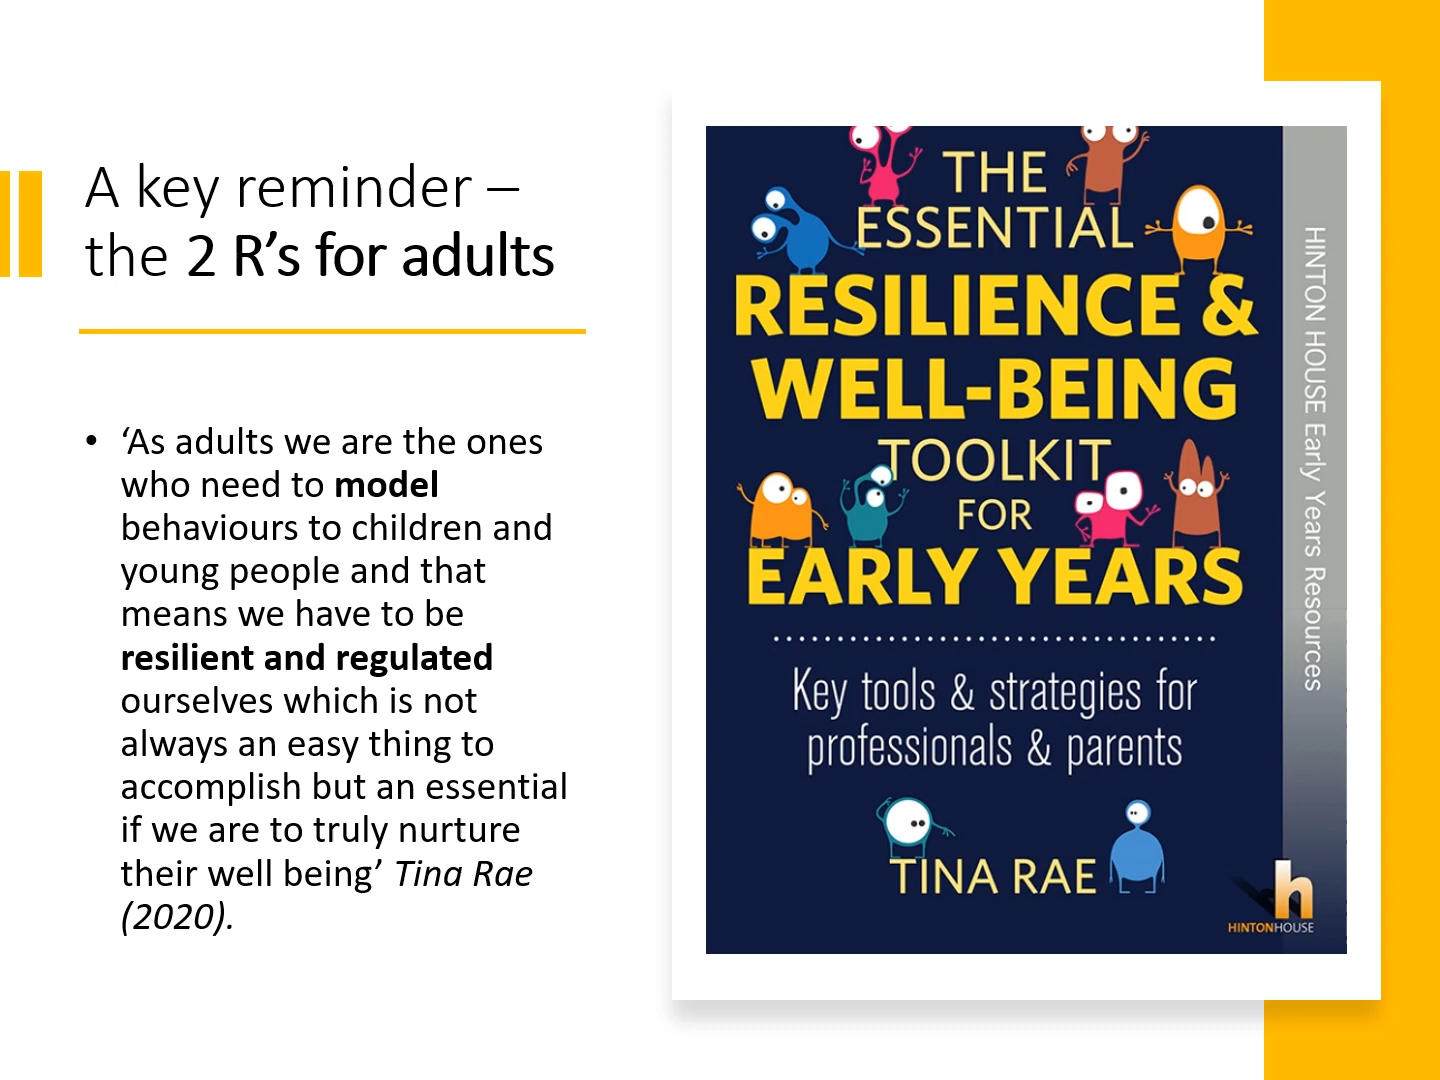 A key reminder –
the 2 R’s for adults
• ‘As adults we are the ones
who need to model
behaviours to children and
young people and that
means we have to be
resilient and regulated
ourselves which is not
always an easy thing to
accomplish but an essential
if we are to truly nurture
their well being’ Tina Rae
(2020).
THE
ESSENTIAL
RESILIENCE &
WELL-BEING
TOOLKIT
FOR
EARLY YEARS
Key tools & strategies for
professionals & parents
TINA RAE
HINTON HOUSE Early Years Resources
h
HINTONHOUSE